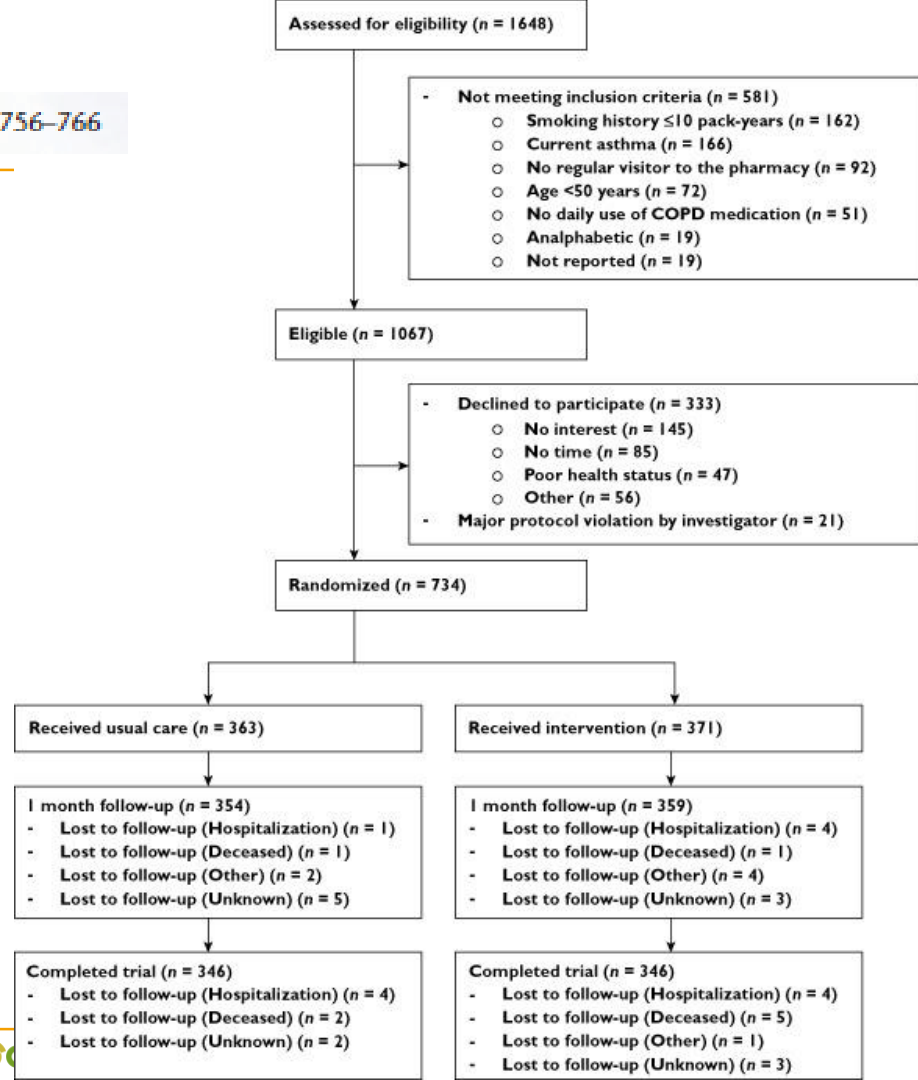 Assessed for eligibility (n = 1648)
756–766
- Not meeting inclusion criteria (n = 581)
○ Smoking history ≤10 pack-years (n = 162)
○ Current asthma (n = 166)
○ No regular visitor to the pharmacy (n = 92)
○ Age <50 years (n = 72)
○ No daily use of COPD medication (n = 51)
○ Analphabetic (n = 19)
○ Not reported (n = 19)
Eligible (n = 1067)
- Declined to participate (n = 333)
○ No interest (n = 145)
○ No time (n = 85)
○ Poor health status (n = 47)
○ Other (n = 56)
- Major protocol violation by investigator (n = 21)
Randomized (n = 734)
Received usual care (n = 363)
1 month follow-up (n = 354)
- Lost to follow-up (Hospitalization) (n = 1)
- Lost to follow-up (Deceased) (n = 1)
- Lost to follow-up (Other) (n = 2)
- Lost to follow-up (Unknown) (n = 5)
Completed trial (n = 346)
- Lost to follow-up (Hospitalization) (n = 4)
- Lost to follow-up (Deceased) (n = 2)
- Lost to follow-up (Unknown) (n = 2)
Received intervention (n = 371)
1 month follow-up (n = 359)
- Lost to follow-up (Hospitalization) (n = 4)
- Lost to follow-up (Deceased) (n = 1)
- Lost to follow-up (Other) (n = 4)
- Lost to follow-up (Unknown) (n = 3)
Completed trial (n = 346)
- Lost to follow-up (Hospitalization) (n = 4)
- Lost to follow-up (Deceased) (n = 5)
- Lost to follow-up (Other) (n = 1)
- Lost to follow-up (Unknown) (n = 3)